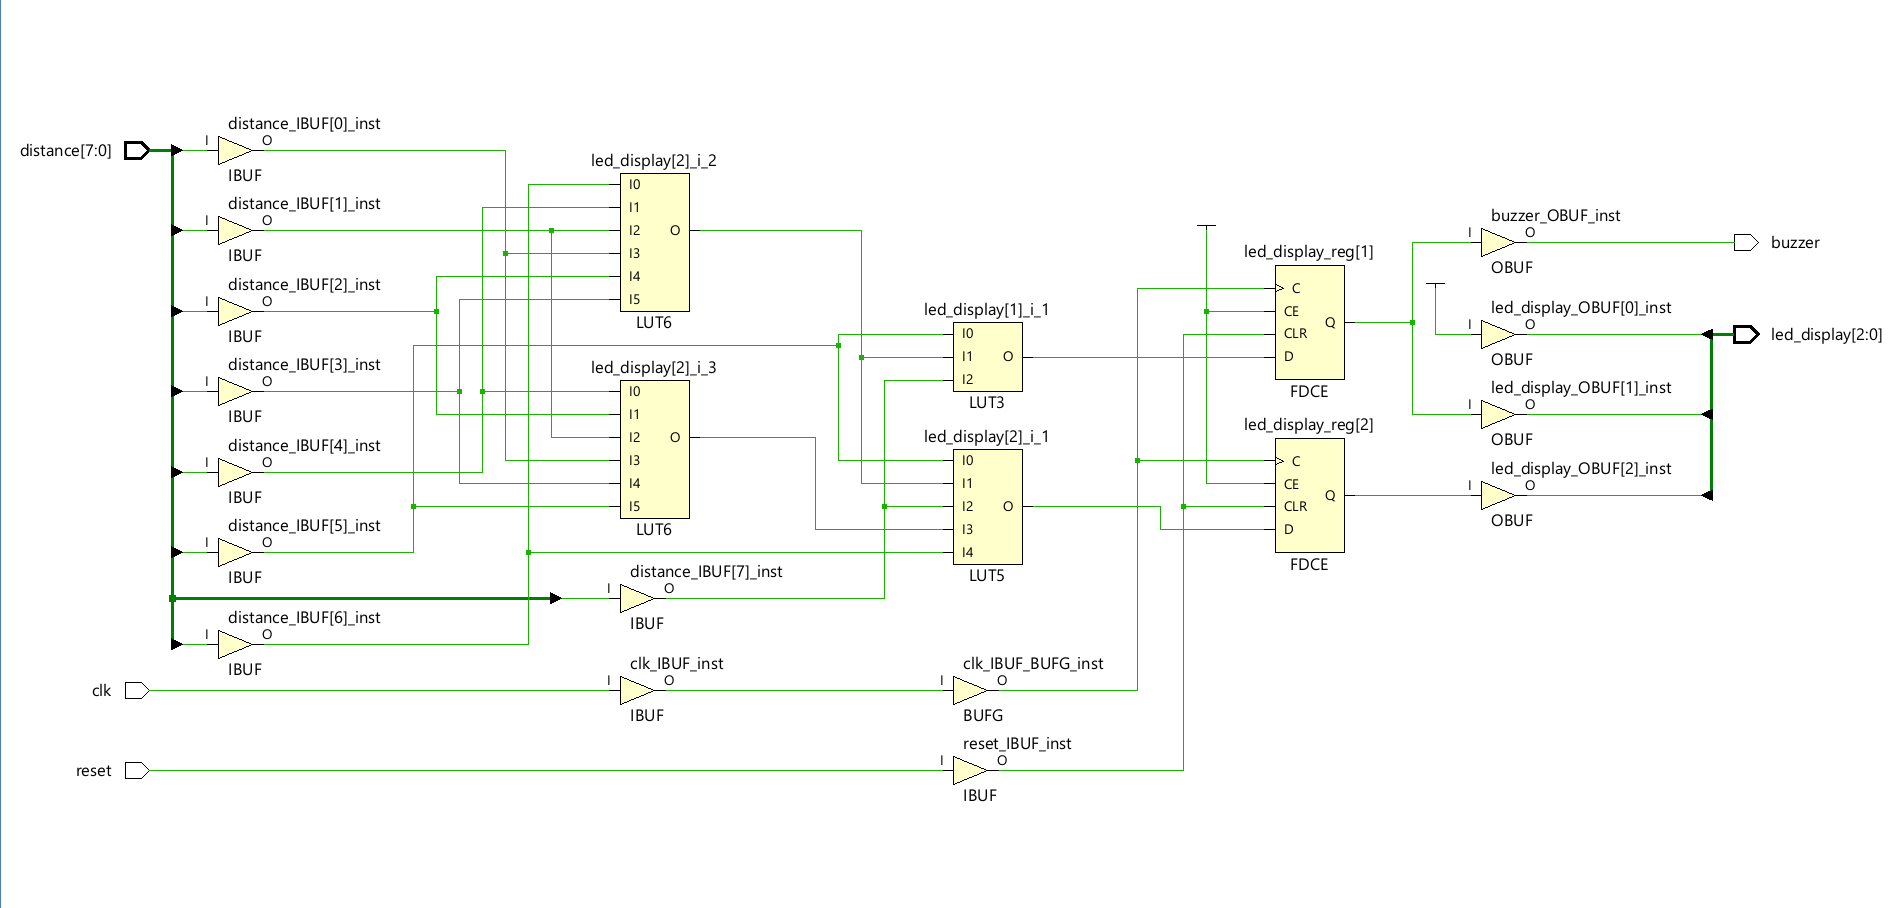 distance[7:0]
distance_IBUF[0]_inst
I
O
IBUF
distance_IBUF[1]_inst
I
O
IBUF
distance_IBUF[2]_inst
I
O
IBUF
distance_IBUF[3]_inst
I
O
IBUF
distance_IBUF[4]_inst
I
O
IBUF
distance_IBUF[5]_inst
I
O
IBUF
distance_IBUF[6]_inst
I
O
IBUF
clk
reset
led_display[2]_i_2
I0
I1
I2
I3
I4
I5
O
LUT6
led_display[2]_i_3
I0
I1
I2
I3
I4
I5
O
LUT6
distance_IBUF[7]_inst
I
O
IBUF
clk_IBUF_inst
I
O
IBUF
led_display[1]_i_1
I0
I1
I2
O
LUT3
led_display[2]_i_1
I0
I1
I2
I3
I4
O
LUT5
clk_IBUF_BUFG_inst
I
O
BUFG
reset_IBUF_inst
I
O
IBUF
led_display_reg[1]
C
CE
CLR
D
Q
FDCE
led_display_reg[2]
C
CE
CLR
D
Q
FDCE
buzzer_OBUF_inst
I
O
OBUF
led_display_OBUF[0]_inst
I
O
OBUF
led_display_OBUF[1]_inst
I
O
OBUF
led_display_OBUF[2]_inst
I
O
OBUF
buzzer
led_display[2:0]